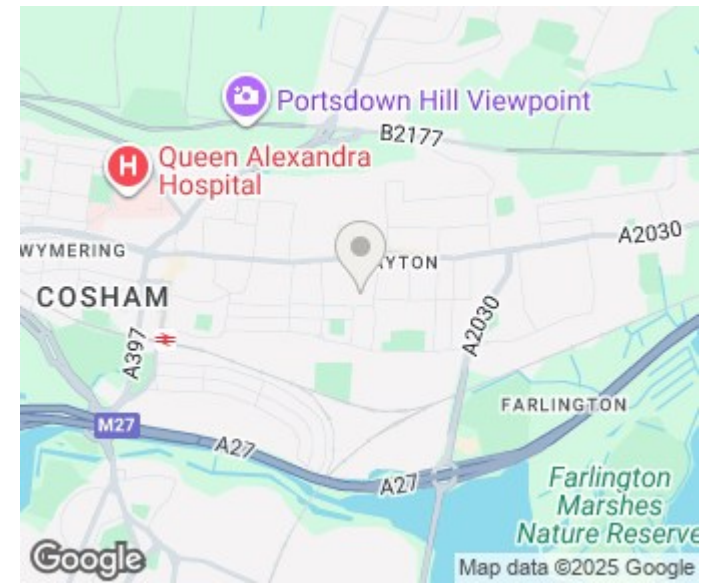 Portsdown Hill Viewpoint
B2177
H
Queen Alexandra
Hospital
A2030
WYMERING
AYTON
COSHAM
A397
A2030
FARLINGTON
M27
A27
A27
Farlington
Marshes
Nature Reserve
Google
Map data ©2025 Google